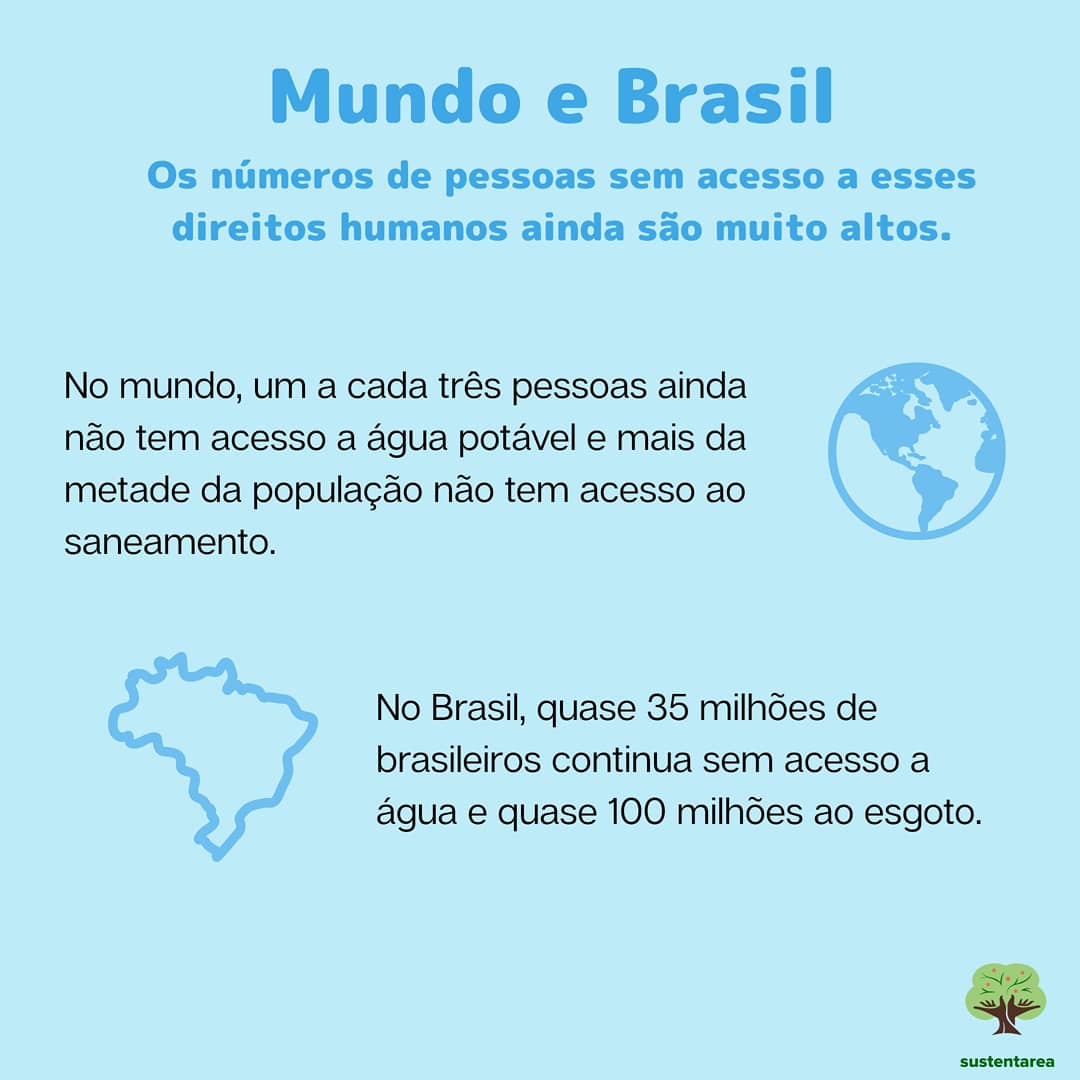 Mundo e Brasil
Os números de pessoas sem acesso a esses
direitos humanos ainda são muito altos.
No mundo, um a cada três pessoas ainda
não tem acesso a água potável e mais da
metade da população não tem acesso ao
saneamento.
No Brasil, quase 35 milhões de
brasileiros continua sem acesso a
água e quase 100 milhões ao esgoto.
sustentarea